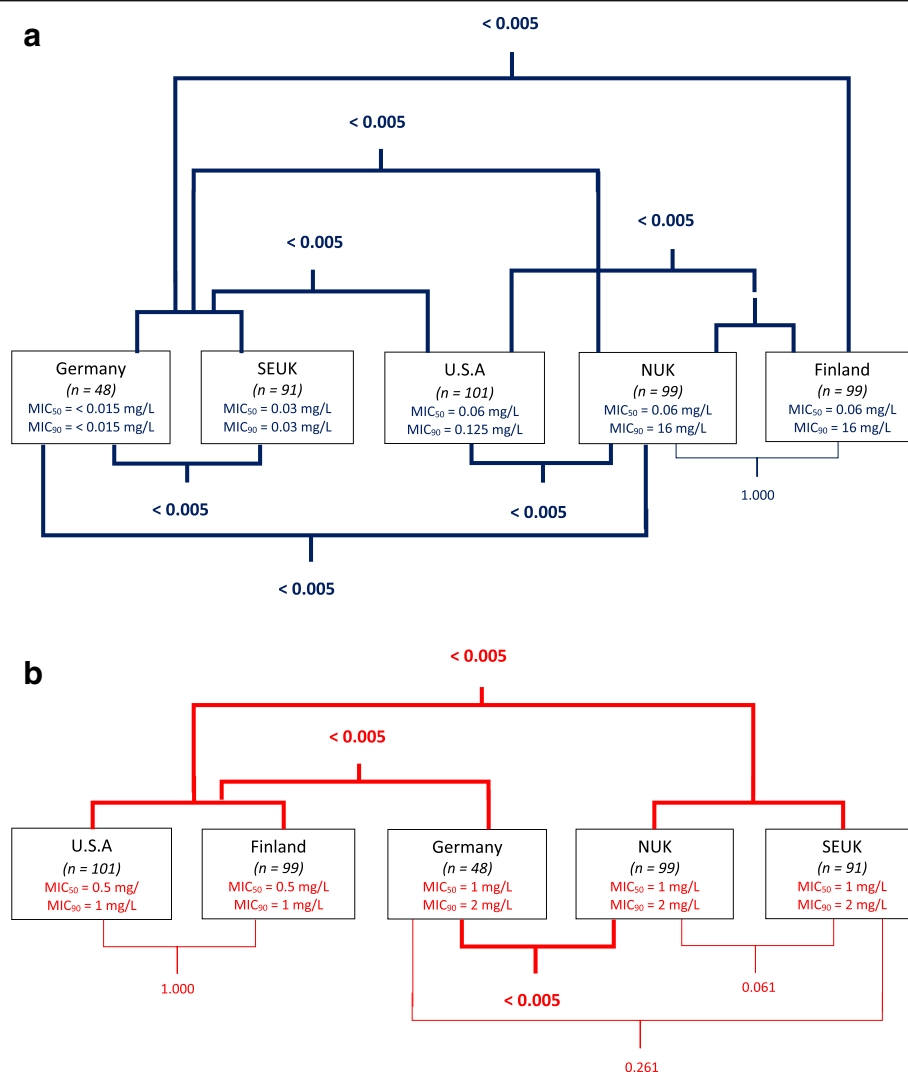 a
< 0.005
< 0.005
< 0.005
< 0.005
Germany
(n = 48)
MIC₅₀ = < 0.015 mg/L
MIC₉₀ = < 0.015 mg/L
SEUK
(n = 91)
MIC₅₀ = 0.03 mg/L
MIC₉₀ = 0.03 mg/L
U.S.A
(n = 101)
MIC₅₀ = 0.06 mg/L
MIC₉₀ = 0.125 mg/L
NUK
(n = 99)
MIC₅₀ = 0.06 mg/L
MIC₉₀ = 16 mg/L
Finland
(n = 99)
MIC₅₀ = 0.06 mg/L
MIC₉₀ = 16 mg/L
1.000
< 0.005
< 0.005
< 0.005
b
< 0.005
< 0.005
U.S.A
(n = 101)
MIC₅₀ = 0.5 mg/
MIC₉₀ = 1 mg/L
Finland
(n = 99)
MIC₅₀ = 0.5 mg/L
MIC₉₀ = 1 mg/L
Germany
(n = 48)
MIC₅₀ = 1 mg/L
MIC₉₀ = 2 mg/L
NUK
(n = 99)
MIC₅₀ = 1 mg/L
MIC₉₀ = 2 mg/L
SEUK
(n = 91)
MIC₅₀ = 1 mg/L
MIC₉₀ = 2 mg/L
1.000
< 0.005
0.061
0.261